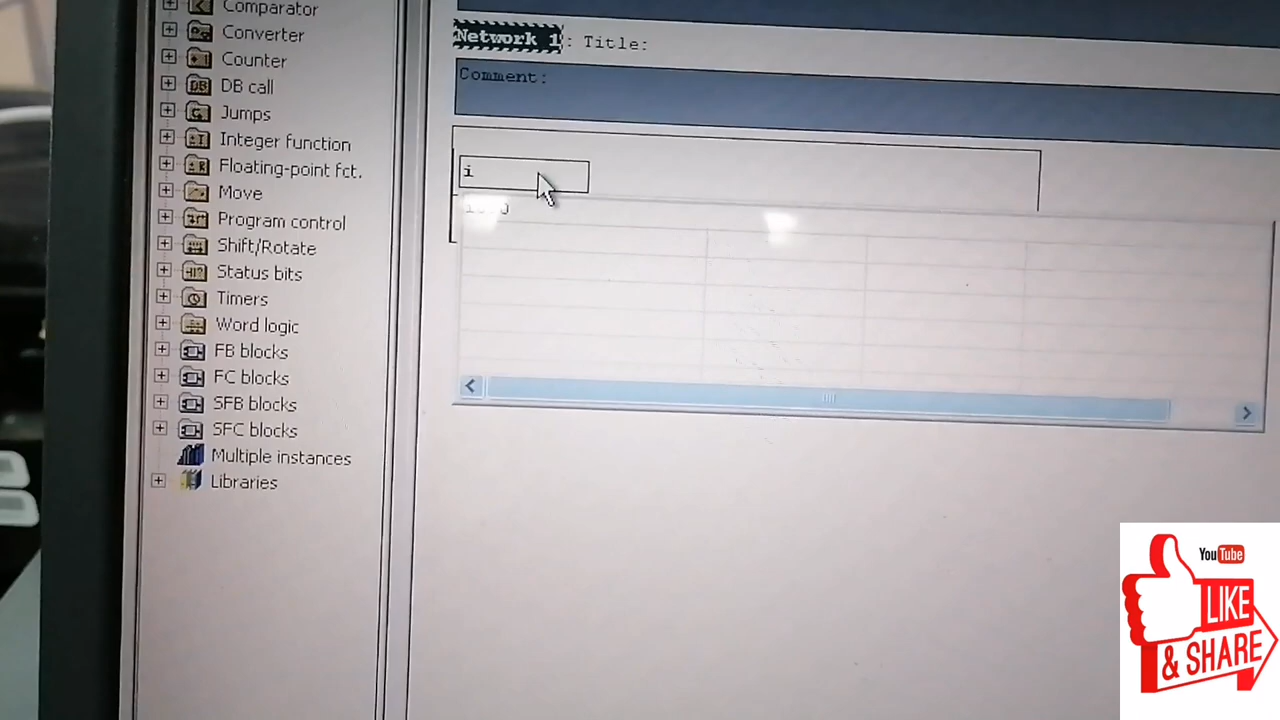 Comparator
Converter
Counter
DB call
Jumps
Integer function
Floating-point fct.
Move
Program control
Shift/Rotate
Status bits
Timers
Word logic
FB blocks
FC blocks
SFB blocks
SFC blocks
Multiple instances
Libraries
Network 1: Title:
Comment:
i
YouTube
LIKE
& SHARE